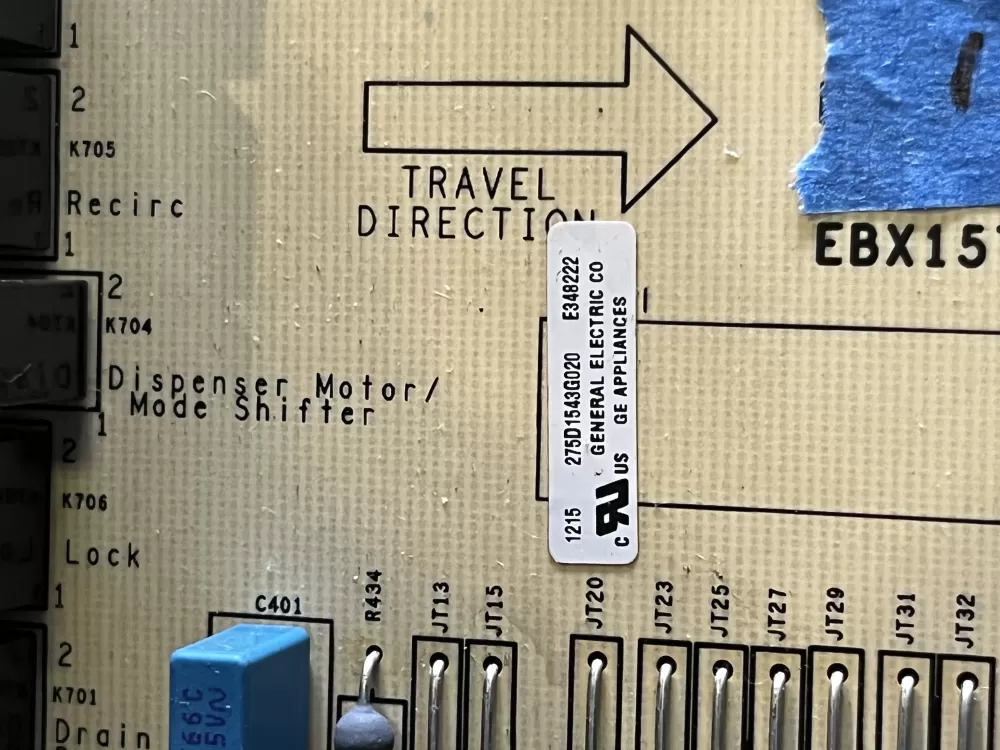 1
2
K705
Recirc
1
2
K704
Dispenser Motor/
Mode Shifter
1
2
K706
Lock
1
2
K701
Drain
TRAVEL
DIRECTION
1215 275D1543G020 E348222
GENERAL ELECTRIC CO
C RU US GE APPLIANCES
EBX15
C401
R434
JT13
JT15
JT20
JT23
JT25
JT27
JT29
JT31
JT32